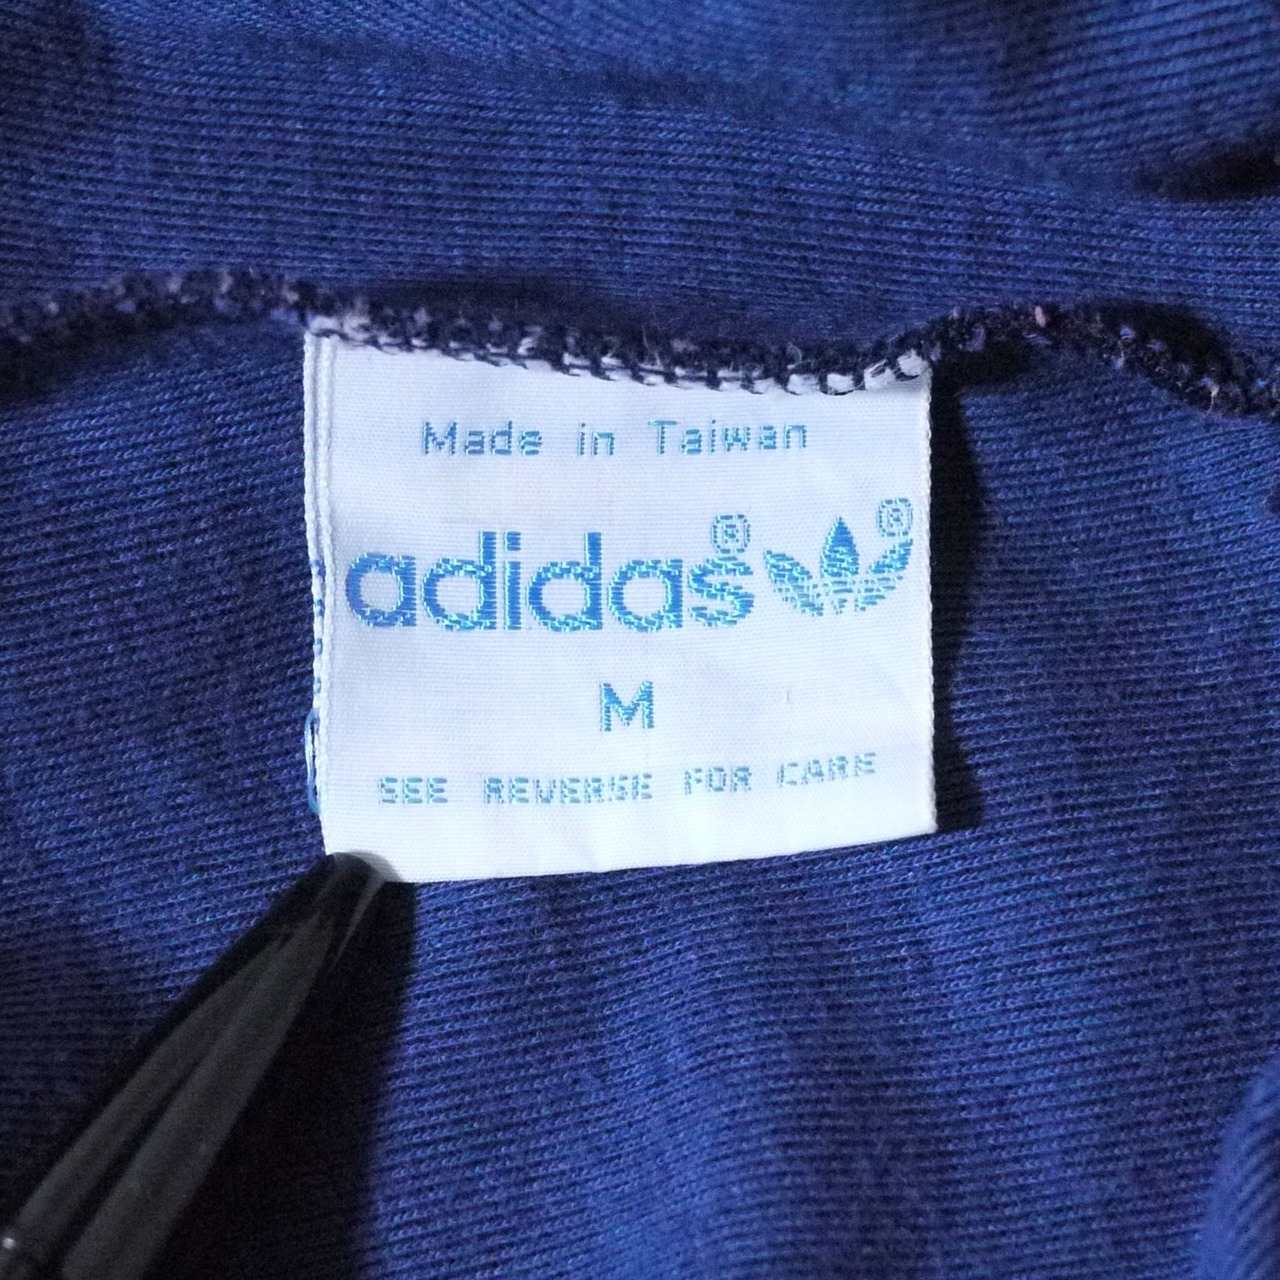 Made in Taiwan
adidas® ®
M
SEE REVERSE FOR CARE